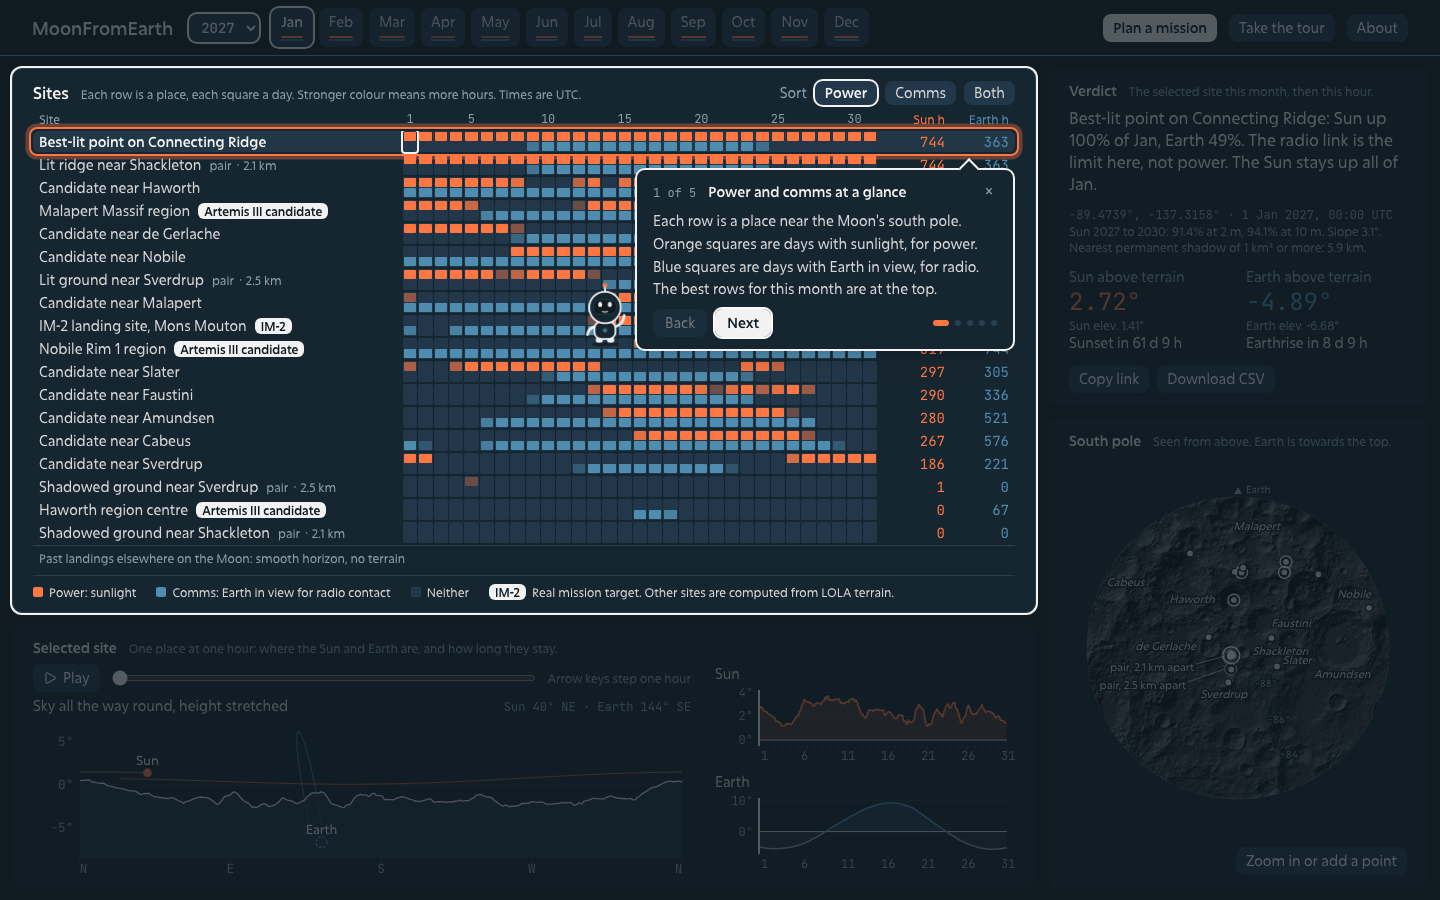 MoonFromEarth 2027 Jan Feb Mar Apr May Jun Jul Aug Sep Oct Nov Dec Plan a mission Take the tour About
Sites Each row is a place, each square a day. Stronger colour means more hours. Times are UTC. Sort Power Comms Both
Site 1 5 10 15 20 25 30 Sun h Earth h
Best-lit point on Connecting Ridge 744 363
Lit ridge near Shackleton pair · 2.1 km 744 363
Candidate near Haworth
Malapert Massif region Artemis III candidate
Candidate near de Gerlache
Candidate near Nobile
Lit ground near Sverdrup pair · 2.5 km
Candidate near Malapert
IM-2 landing site, Mons Mouton IM-2
Nobile Rim 1 region Artemis III candidate
Candidate near Slater 297 305
Candidate near Faustini 290 336
Candidate near Amundsen 280 521
Candidate near Cabeus 267 576
Candidate near Sverdrup 186 221
Shadowed ground near Sverdrup pair · 2.5 km 1 0
Haworth region centre Artemis III candidate 0 67
Shadowed ground near Shackleton pair · 2.1 km 0 0
Past landings elsewhere on the Moon: smooth horizon, no terrain
Power: sunlight Comms: Earth in view for radio contact Neither IM-2 Real mission target. Other sites are computed from LOLA terrain.
1 of 5 Power and comms at a glance ×
Each row is a place near the Moon's south pole.
Orange squares are days with sunlight, for power.
Blue squares are days with Earth in view, for radio.
The best rows for this month are at the top.
Back Next
Verdict The selected site this month, then this hour.
Best-lit point on Connecting Ridge: Sun up
100% of Jan, Earth 49%. The radio link is the
limit here, not power. The Sun stays up all of
Jan.
-89.4739°, -137.3158° · 1 Jan 2027, 00:00 UTC
Sun 2027 to 2030: 91.4% at 2 m, 94.1% at 10 m. Slope 3.1°.
Nearest permanent shadow of 1 km² or more: 5.9 km.
Sun above terrain Earth above terrain
2.72° -4.89°
Sun elev. 1.41° Earth elev. -6.68°
Sunset in 61 d 9 h Earthrise in 8 d 9 h
Copy link Download CSV
South pole Seen from above. Earth is towards the top.
▲ Earth
Malapert
Cabeus
Nobile
Haworth
Faustini
de Gerlache
Shackleton
Slater
pair, 2.1 km apart
Amundsen
pair, 2.5 km apart
-88°
Sverdrup
-86°
-84°
Zoom in or add a point
Selected site One place at one hour: where the Sun and Earth are, and how long they stay.
Play Arrow keys step one hour
Sky all the way round, height stretched Sun 40° NE · Earth 144° SE
5°
Sun
0°
-5°
Earth
N E S W N
Sun
4°
2°
0°
1 6 11 16 21 26 31
Earth
10°
0°
1 6 11 16 21 26 31